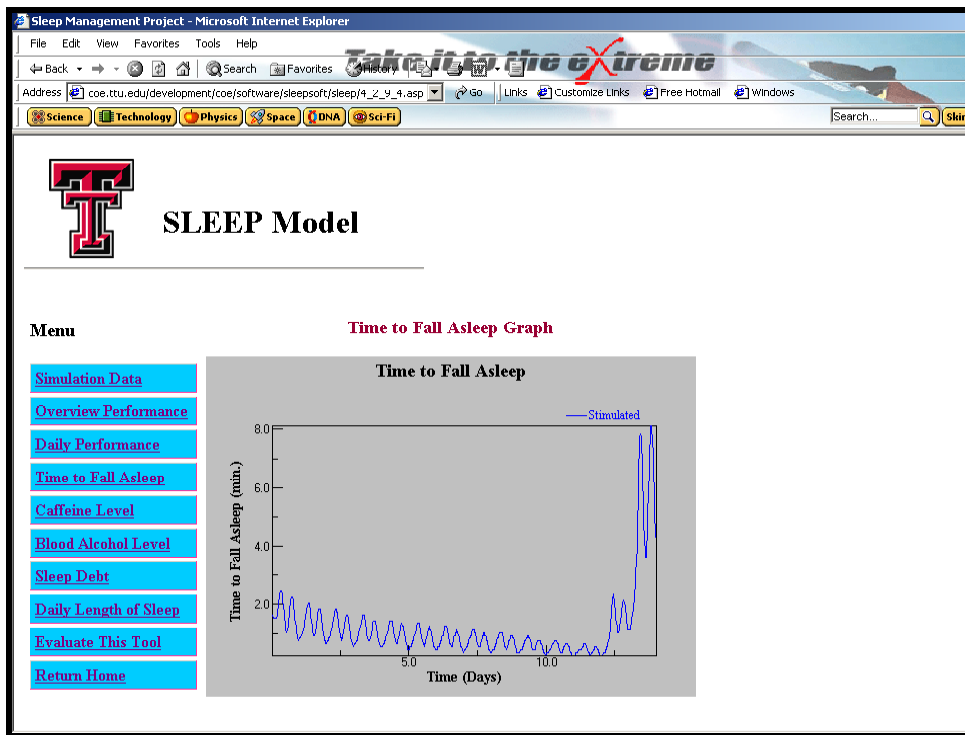 Sleep Management Project - Microsoft Internet Explorer
File Edit View Favorites Tools Help
Take it to the eXtreme
Back Search Favorites History
Address coe.ttu.edu/development/coe/software/sleepsoft/sleep/4_2_9_4.asp Go Links Customize Links Free Hotmail Windows
Science Technology Physics Space DNA Sci-Fi Search...
T
SLEEP Model
Menu
Time to Fall Asleep Graph
Simulation Data
Overview Performance
Daily Performance
Time to Fall Asleep
Caffeine Level
Blood Alcohol Level
Sleep Debt
Daily Length of Sleep
Evaluate This Tool
Return Home
Time to Fall Asleep
Stimulated
8.0
6.0
4.0
2.0
Time to Fall Asleep (min.)
5.0 10.0
Time (Days)